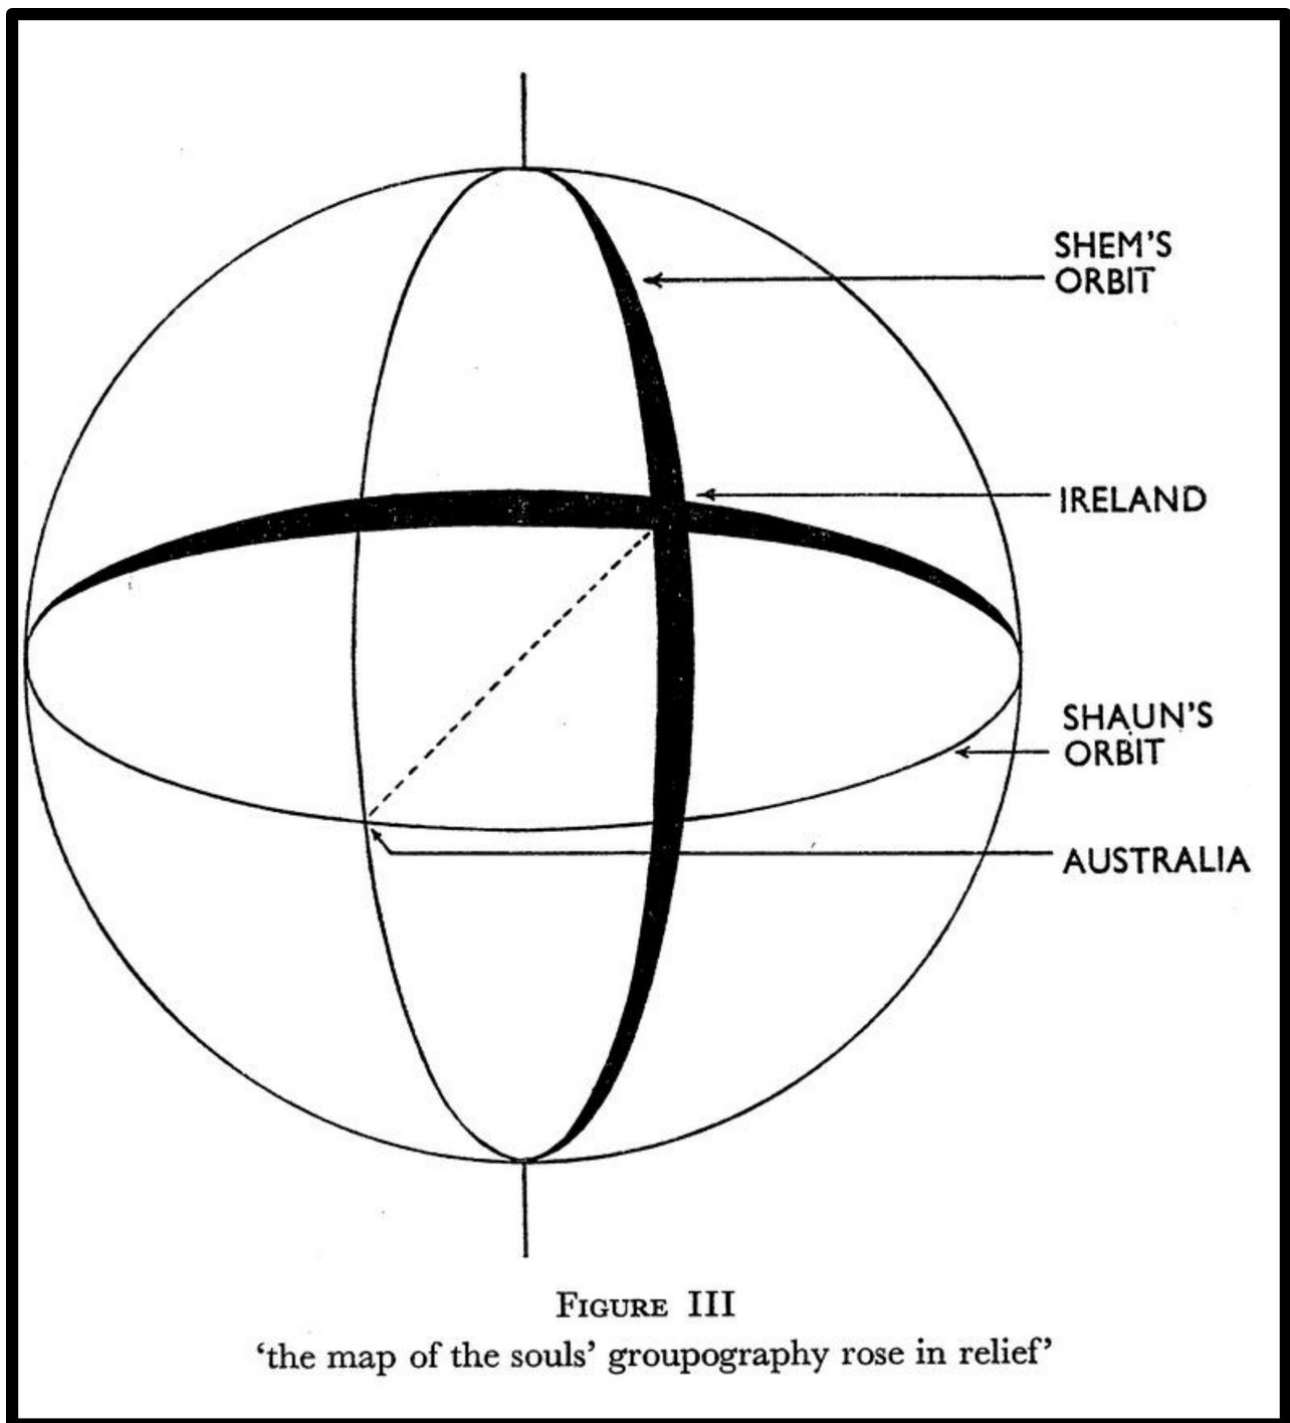 SHEM'S
ORBIT
IRELAND
SHAUN'S
ORBIT
AUSTRALIA
FIGURE III
‘the map of the souls’ groupography rose in relief’